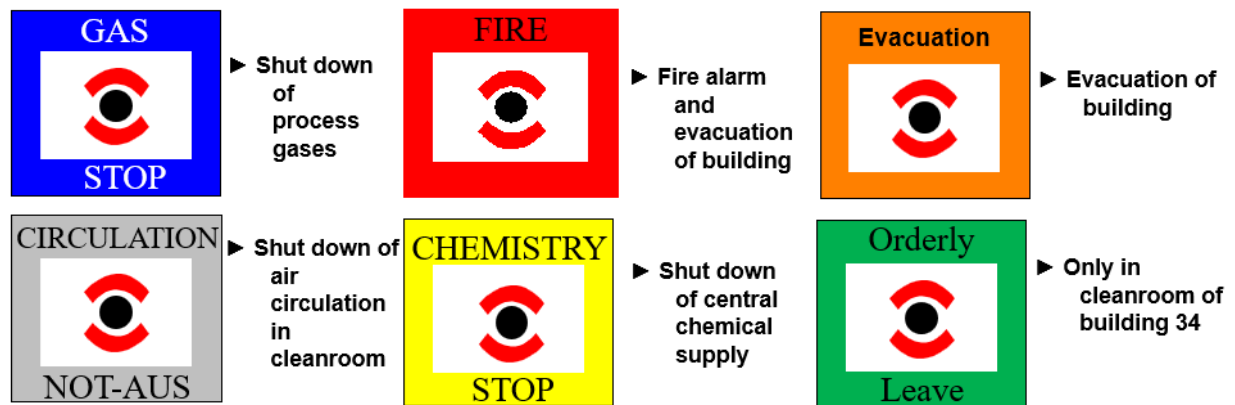 GAS
STOP
► Shut down
of
process
gases
FIRE
► Fire alarm
and
evacuation
of building
Evacuation
► Evacuation of
building
CIRCULATION
NOT-AUS
► Shut down of
air
circulation
in
cleanroom
CHEMISTRY
STOP
► Shut down
of central
chemical
supply
Orderly
Leave
► Only in
cleanroom of
building 34